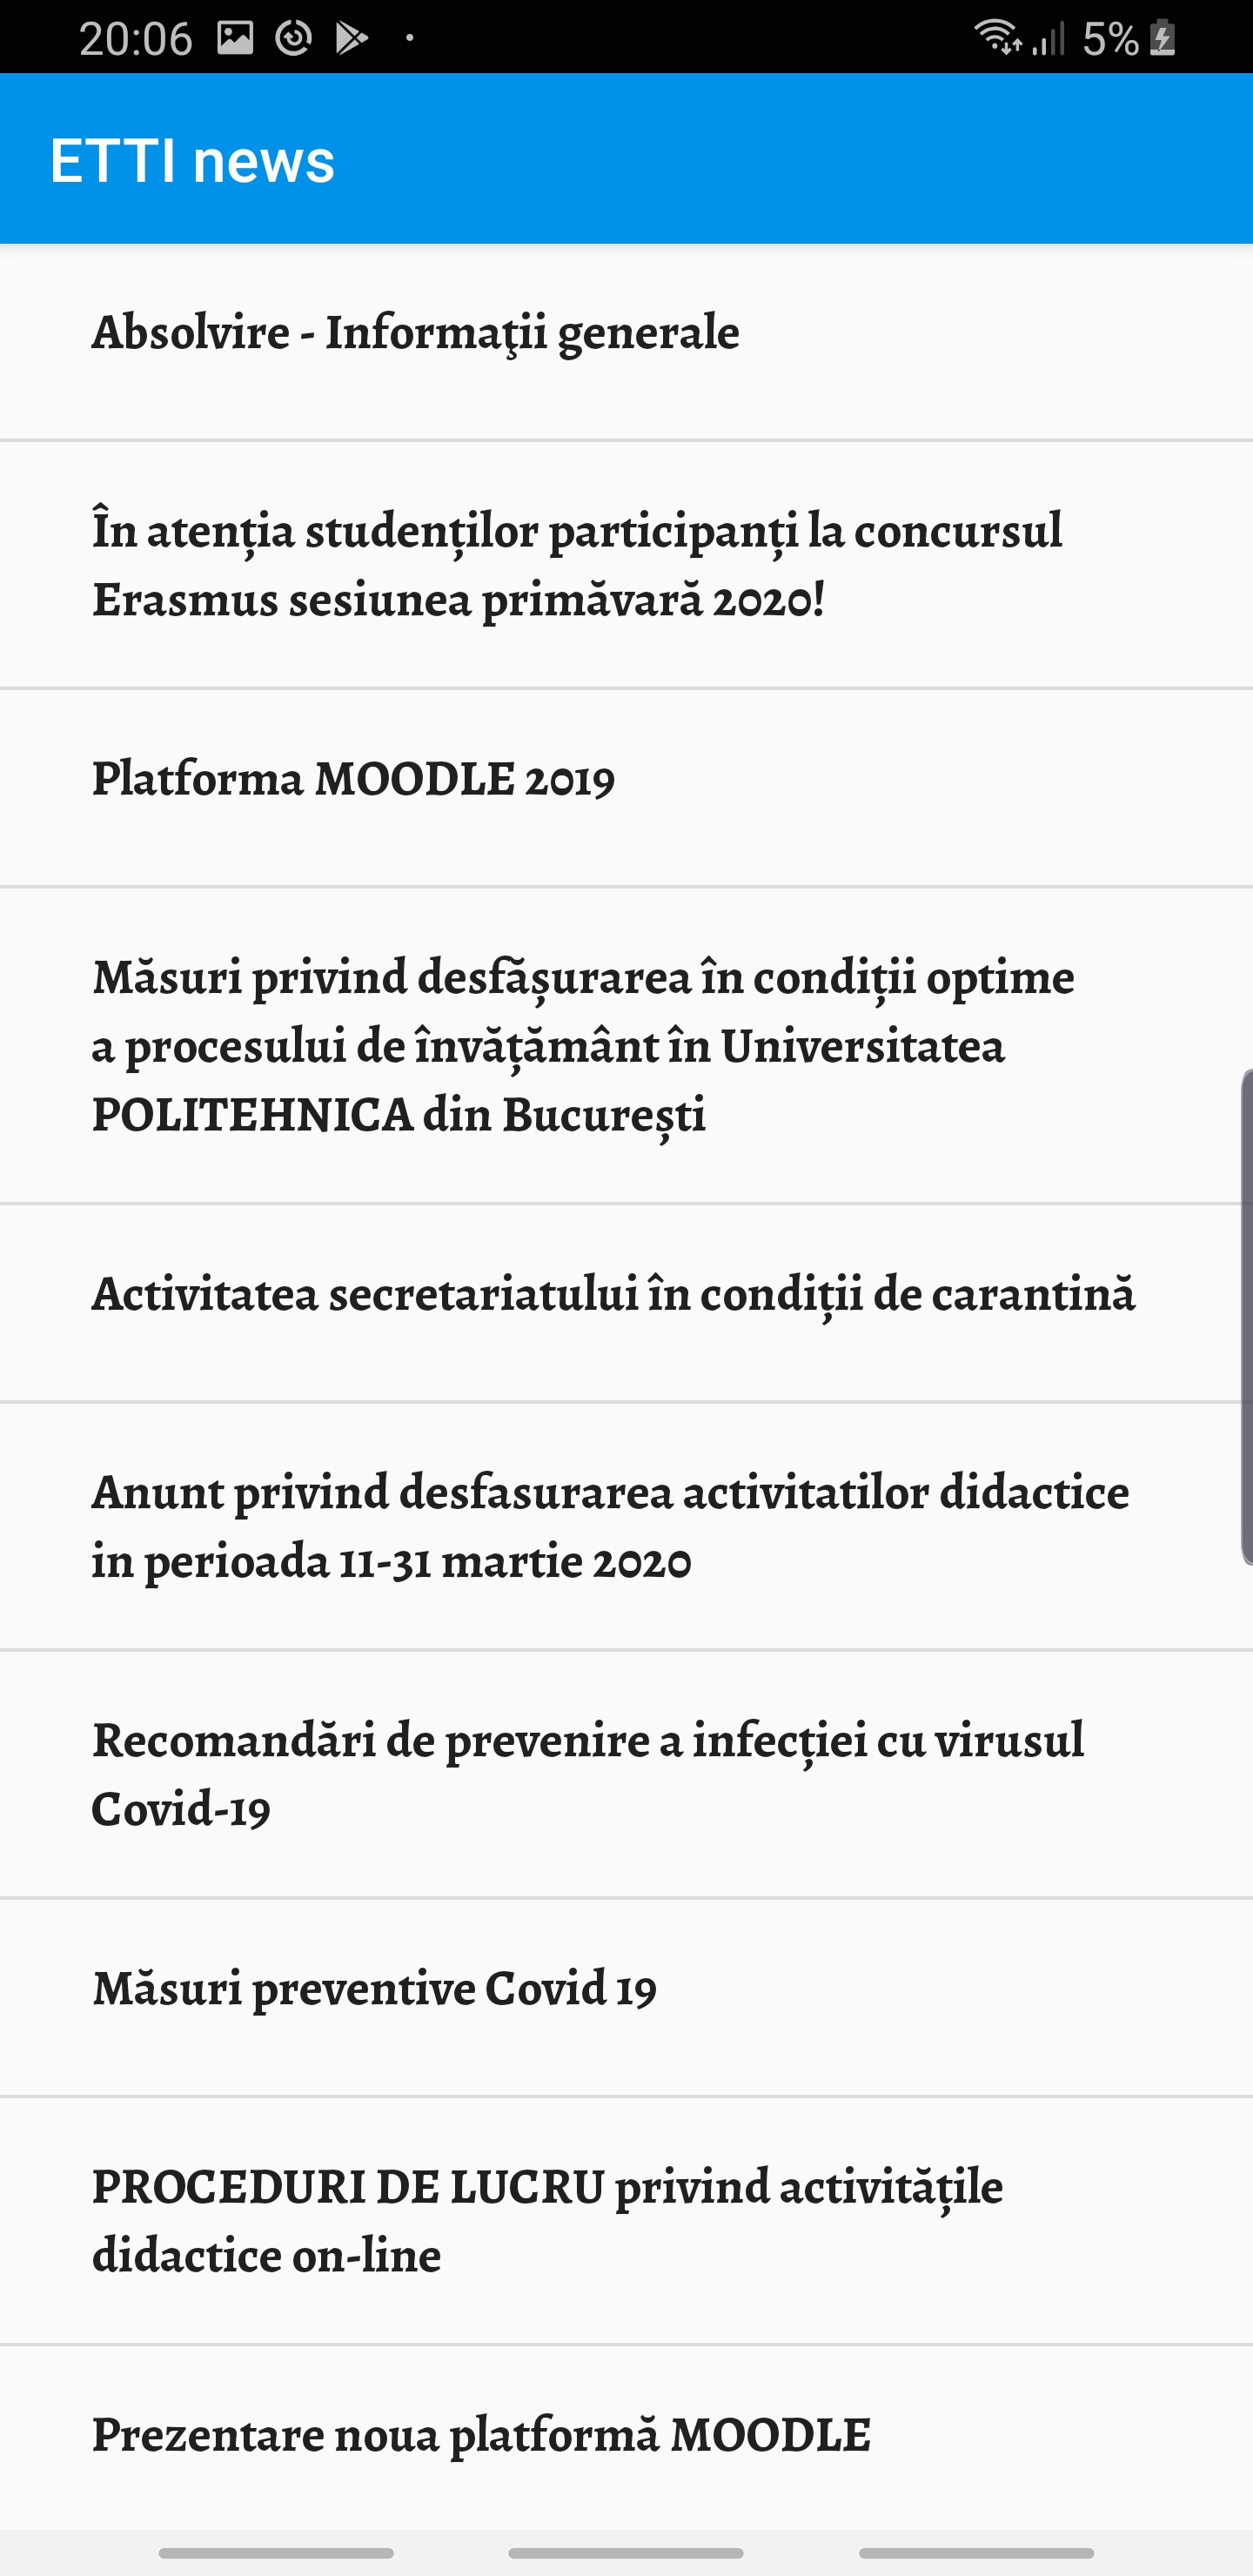 20:06
5%
ETTI news
Absolvire - Informaţii generale
În atenția studenților participanți la concursul
Erasmus sesiunea primăvară 2020!
Platforma MOODLE 2019
Măsuri privind desfășurarea în condiții optime
a procesului de învățământ în Universitatea
POLITEHNICA din București
Activitatea secretariatului în condiții de carantină
Anunt privind desfasurarea activitatilor didactice
in perioada 11-31 martie 2020
Recomandări de prevenire a infecției cu virusul
Covid-19
Măsuri preventive Covid 19
PROCEDURI DE LUCRU privind activitățile
didactice on-line
Prezentare noua platformă MOODLE